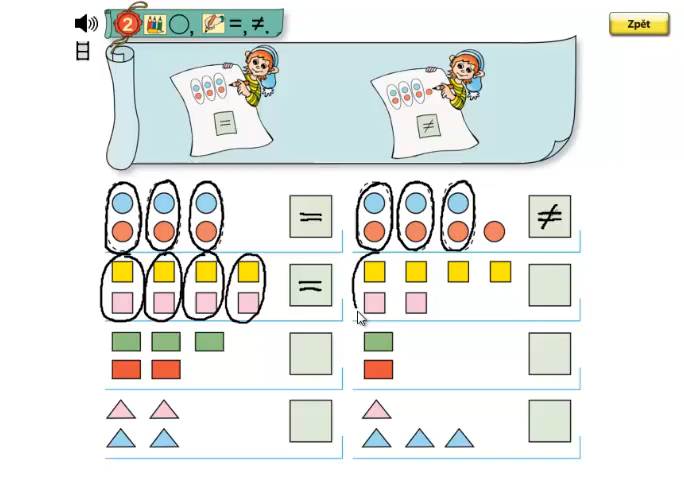 2 , =, ≠.
Zpět
= ≠
= ≠
=